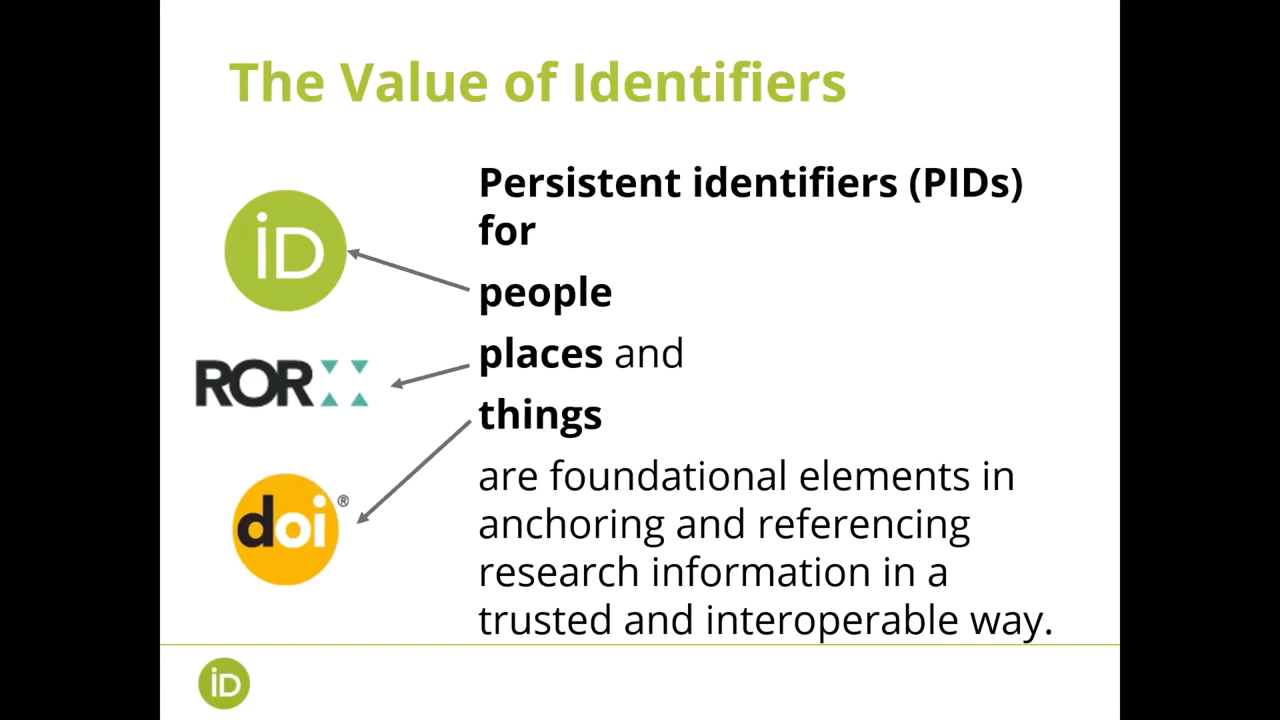 The Value of Identifiers
Persistent identifiers (PIDs)
for
iD
people
ROR
places and
things
are foundational elements in
doi®
anchoring and referencing
research information in a
trusted and interoperable way.
iD